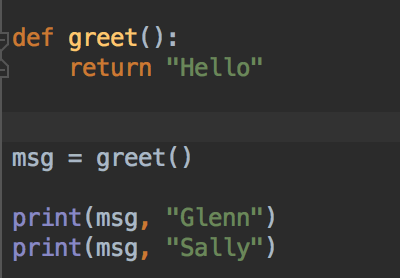 def greet():
    return "Hello"
msg = greet()
print(msg, "Glenn")
print(msg, "Sally")